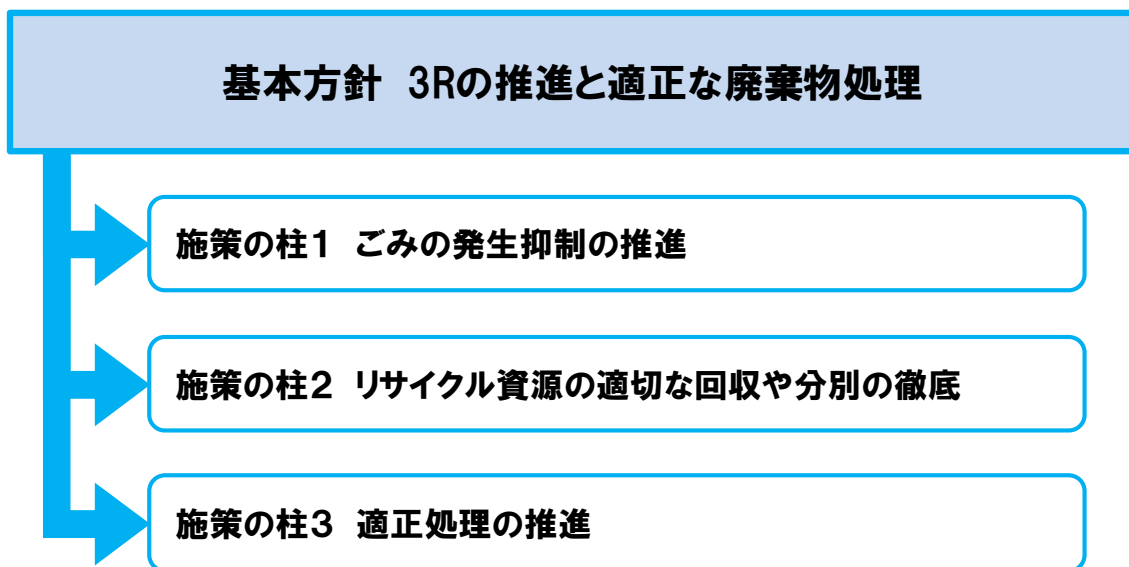 基本方針 3Rの推進と適正な廃棄物処理
施策の柱1 ごみの発生抑制の推進
施策の柱2 リサイクル資源の適切な回収や分別の徹底
施策の柱3 適正処理の推進